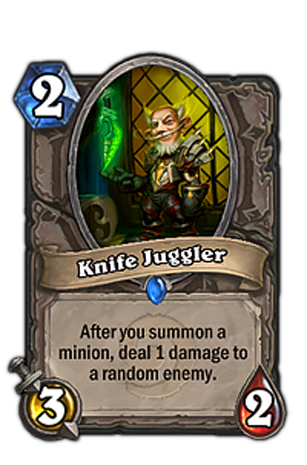 2
Knife Juggler
After you summon a
minion, deal 1 damage to
a random enemy.
3
2